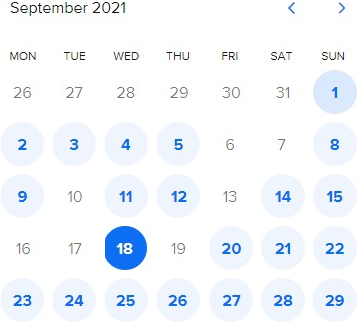 September 2021
MON TUE WED THU FRI SAT SUN
26 27 28 29 30 31 1
2 3 4 5 6 7 8
9 10 11 12 13 14 15
16 17 18 19 20 21 22
23 24 25 26 27 28 29